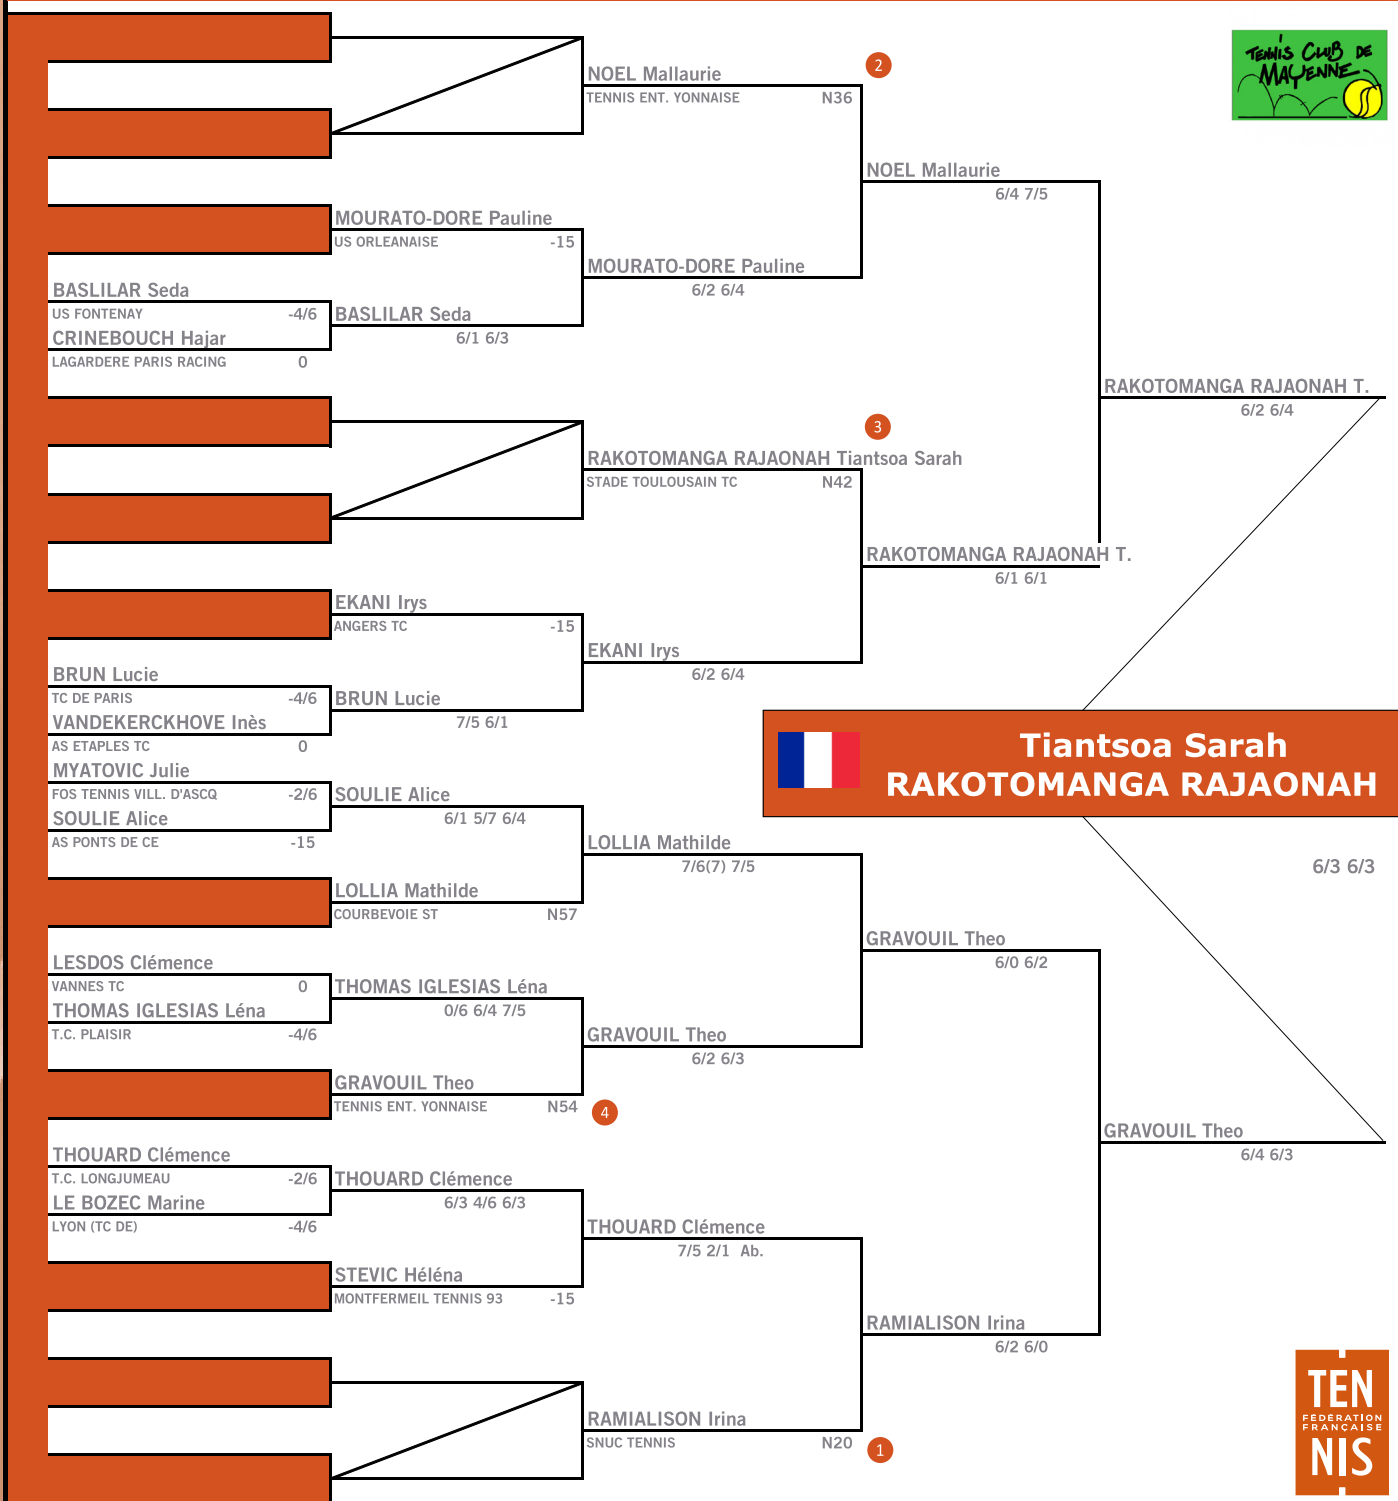 TENNIS CLUB DE
MAYENNE
2
NOEL Mallaurie
TENNIS ENT. YONNAISE N36
NOEL Mallaurie
6/4 7/5
MOURATO-DORE Pauline
US ORLEANAISE -15
MOURATO-DORE Pauline
6/2 6/4
BASLILAR Seda
US FONTENAY -4/6
BASLILAR Seda
6/1 6/3
CRINEBOUCH Hajar
LAGARDERE PARIS RACING 0
RAKOTOMANGA RAJAONAH T.
6/2 6/4
3
RAKOTOMANGA RAJAONAH Tiantsoa Sarah
STADE TOULOUSAIN TC N42
RAKOTOMANGA RAJAONAH T.
6/1 6/1
EKANI Irys
ANGERS TC -15
EKANI Irys
6/2 6/4
BRUN Lucie
TC DE PARIS -4/6
BRUN Lucie
7/5 6/1
VANDEKERCKHOVE Inès
AS ETAPLES TC 0
Tiantsoa Sarah
RAKOTOMANGA RAJAONAH
6/3 6/3
MYATOVIC Julie
FOS TENNIS VILL. D'ASCQ -2/6
SOULIE Alice
6/1 5/7 6/4
SOULIE Alice
AS PONTS DE CE -15
LOLLIA Mathilde
7/6(7) 7/5
LOLLIA Mathilde
COURBEVOIE ST N57
GRAVOUIL Theo
6/0 6/2
LESDOS Clémence
VANNES TC 0
THOMAS IGLESIAS Léna
0/6 6/4 7/5
THOMAS IGLESIAS Léna
T.C. PLAISIR -4/6
GRAVOUIL Theo
6/2 6/3
GRAVOUIL Theo
TENNIS ENT. YONNAISE N54
4
GRAVOUIL Theo
6/4 6/3
THOUARD Clémence
T.C. LONGJUMEAU -2/6
THOUARD Clémence
6/3 4/6 6/3
LE BOZEC Marine
LYON (TC DE) -4/6
THOUARD Clémence
7/5 2/1 Ab.
STEVIC Héléna
MONTFERMEIL TENNIS 93 -15
RAMIALISON Irina
6/2 6/0
RAMIALISON Irina
SNUC TENNIS N20
1
TEN
FÉDÉRATION
FRANÇAISE
NIS